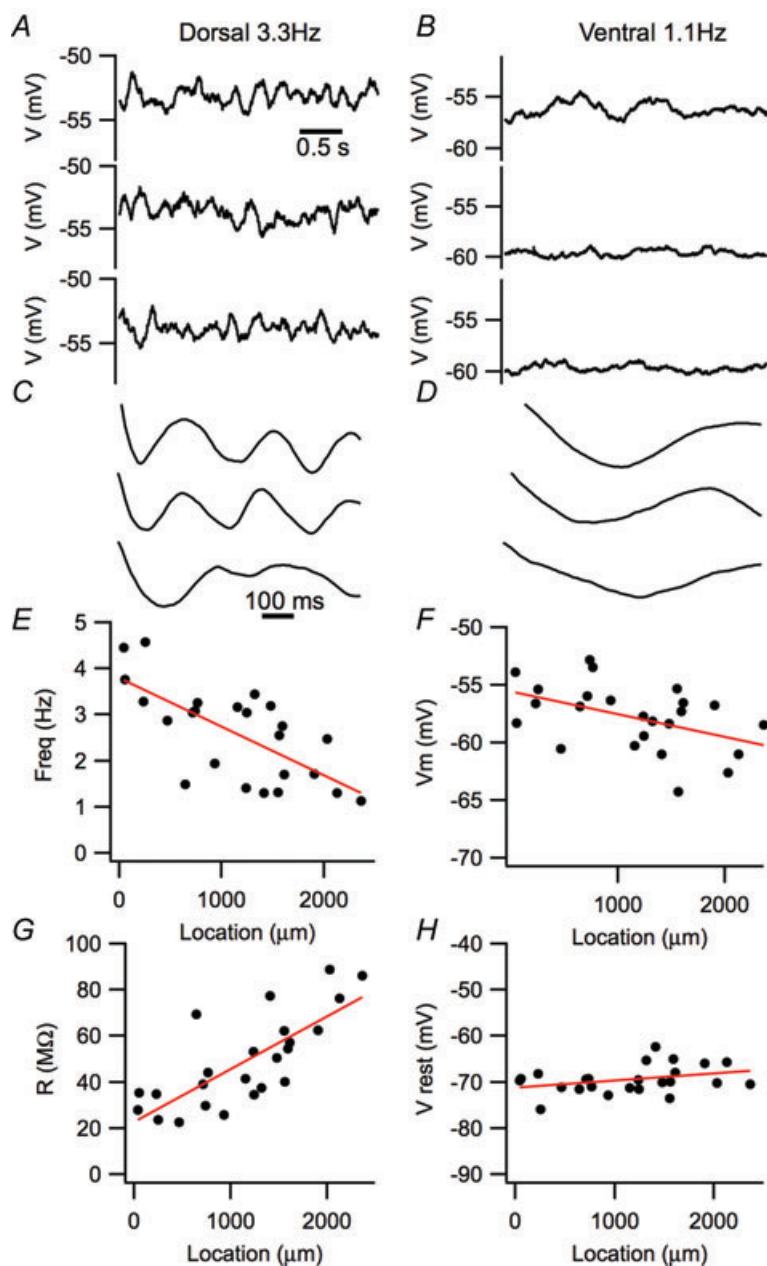 A Dorsal 3.3Hz
B Ventral 1.1Hz
-50
-55
V (mV)
0.5 s
-50
-55
V (mV)
-50
-55
V (mV)
-55
-60
V (mV)
-55
-60
V (mV)
-55
-60
V (mV)
C
D
100 ms
E
5
4
3
2
1
0
Freq (Hz)
0 1000 2000
Location (μm)
F
-50
-55
-60
-65
-70
Vm (mV)
1000 2000
Location (μm)
G
100
80
60
40
20
0
R (MΩ)
0 1000 2000
Location (μm)
H
-40
-50
-60
-70
-80
-90
V rest (mV)
0 1000 2000
Location (μm)